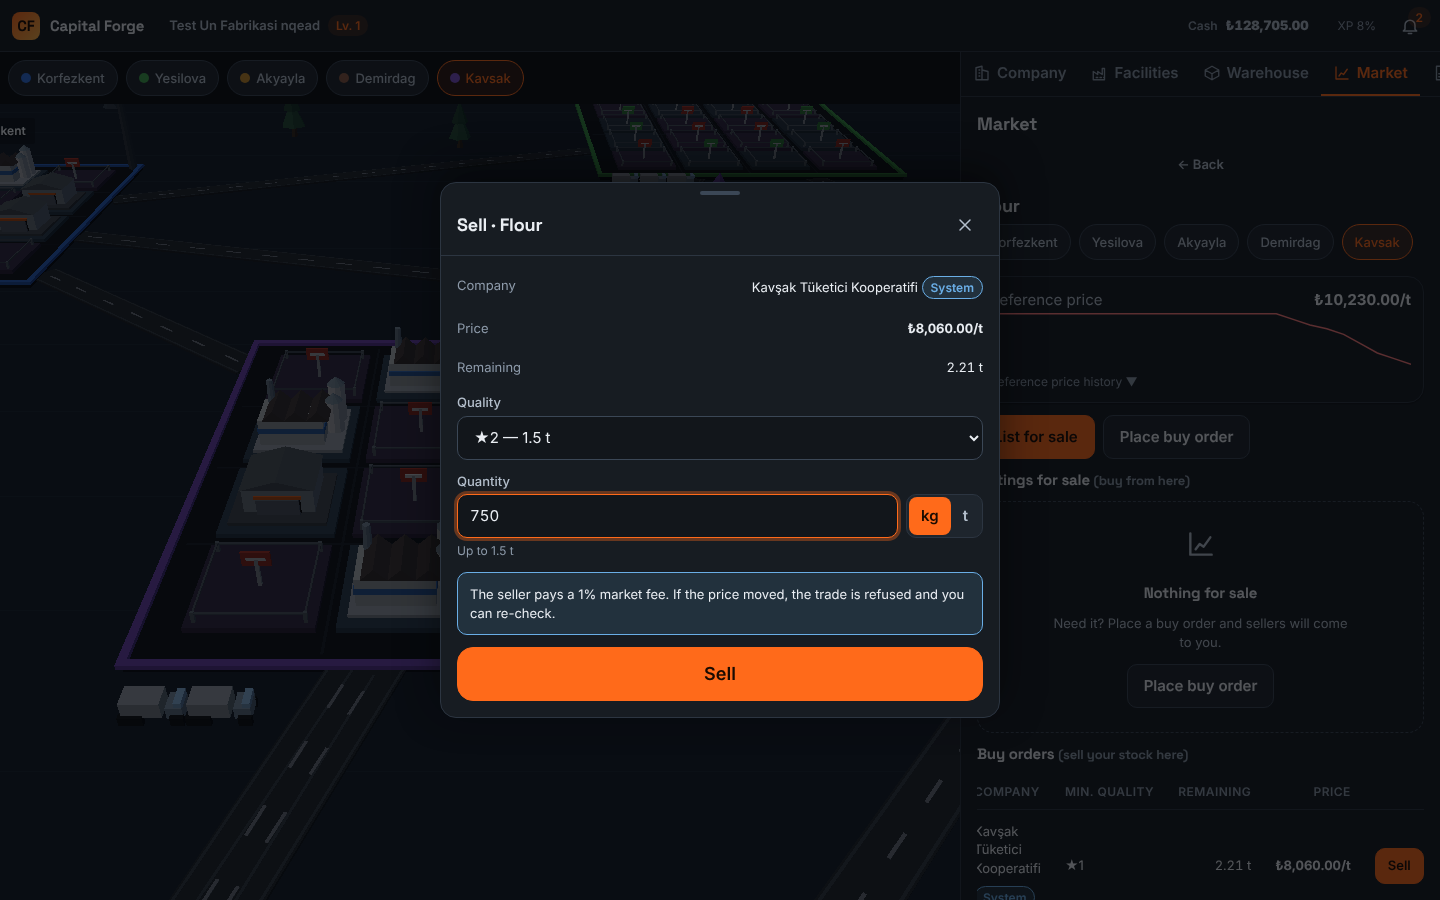 CF Capital Forge Test Un Fabrikasi nqead Lv. 1 Cash ₺128,705.00 XP 8% 2
Korfezkent Yesilova Akyayla Demirdag Kavsak
Company Facilities Warehouse Market
kent
Market
← Back
Sell · Flour
Company Kavşak Tüketici Kooperatifi System
Price ₺8,060.00/t
Remaining 2.21 t
Quality
★2 — 1.5 t
Quantity
750 kg t
Up to 1.5 t
The seller pays a 1% market fee. If the price moved, the trade is refused and you
can re-check.
Sell
our
orfezkent Yesilova Akyayla Demirdag Kavsak
eference price ₺10,230.00/t
eference price history ▼
ist for sale Place buy order
tings for sale (buy from here)
Nothing for sale
Need it? Place a buy order and sellers will come
to you.
Place buy order
Buy orders (sell your stock here)
COMPANY MIN. QUALITY REMAINING PRICE
Kavşak
Tüketici
Kooperatifi
★1 2.21 t ₺8,060.00/t Sell
System